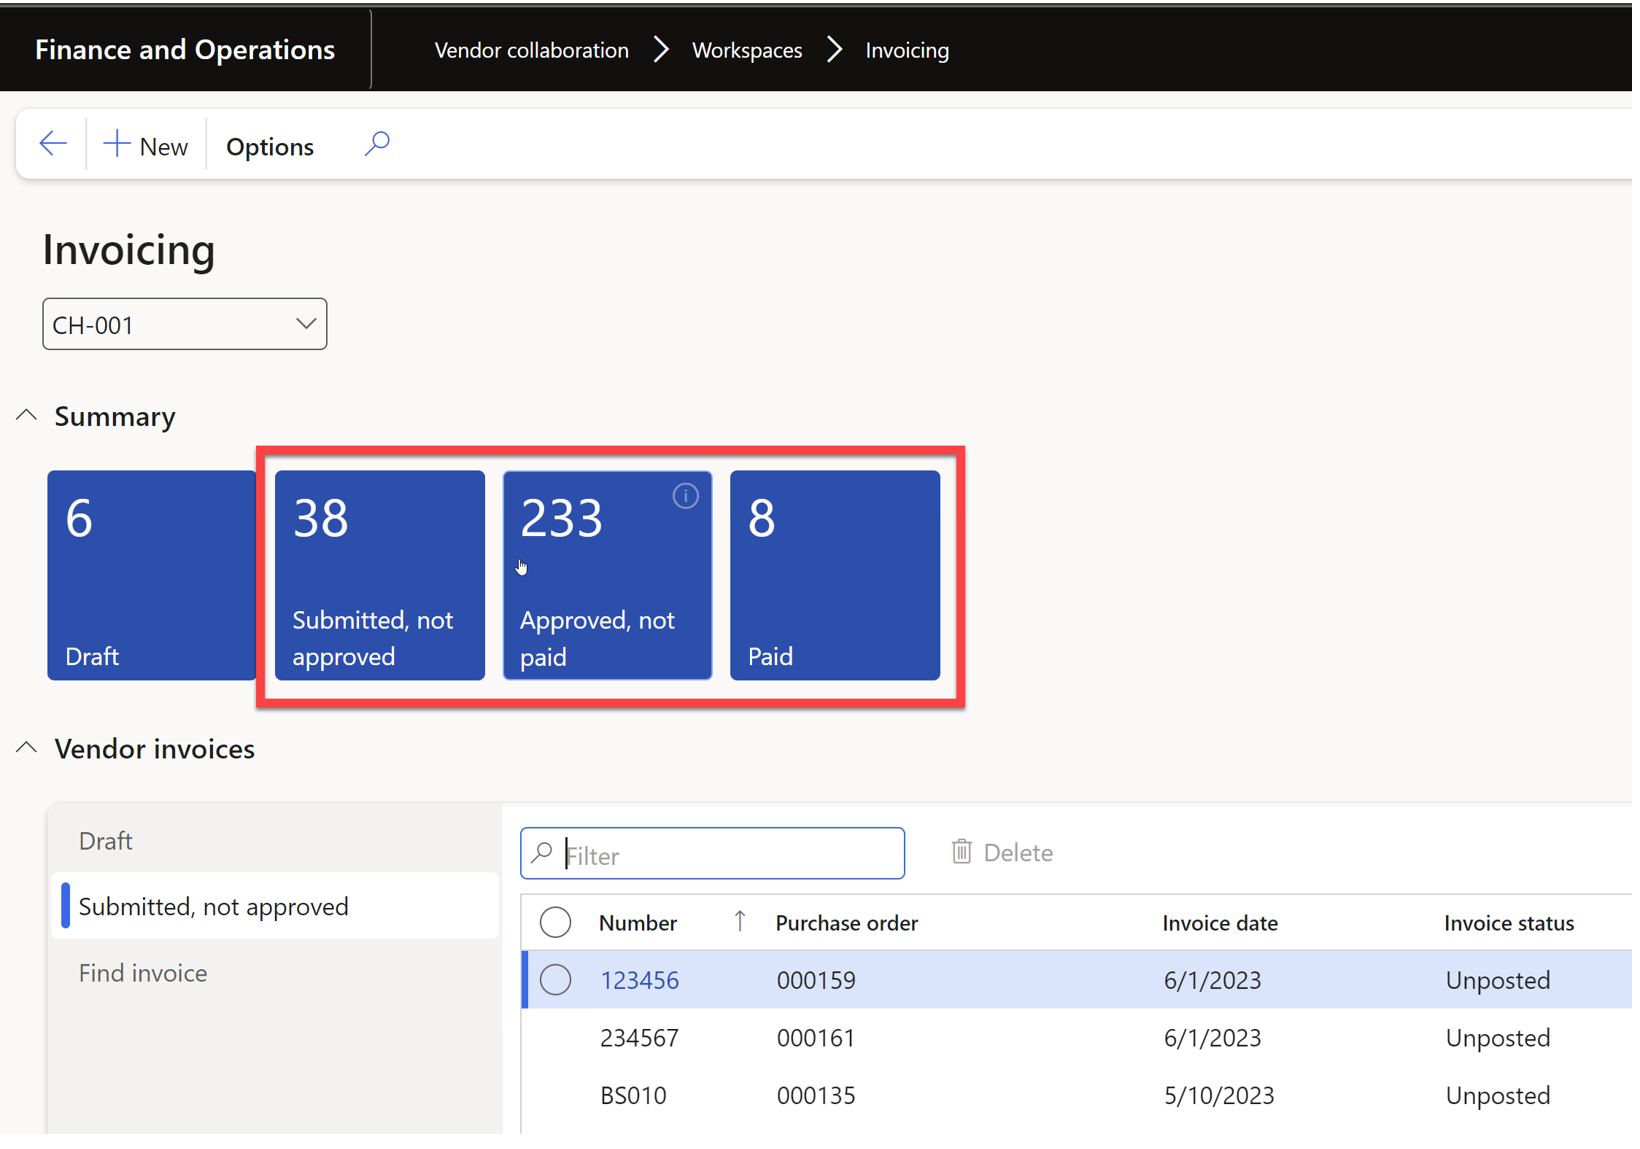 Finance and Operations
Vendor collaboration > Workspaces > Invoicing
New
Options
Invoicing
CH-001
Summary
6
Draft
38
Submitted, not
approved
233
Approved, not
paid
8
Paid
Vendor invoices
Draft
Submitted, not approved
Find invoice
Filter
Delete
Number Purchase order Invoice date Invoice status
123456 000159 6/1/2023 Unposted
234567 000161 6/1/2023 Unposted
BS010 000135 5/10/2023 Unposted